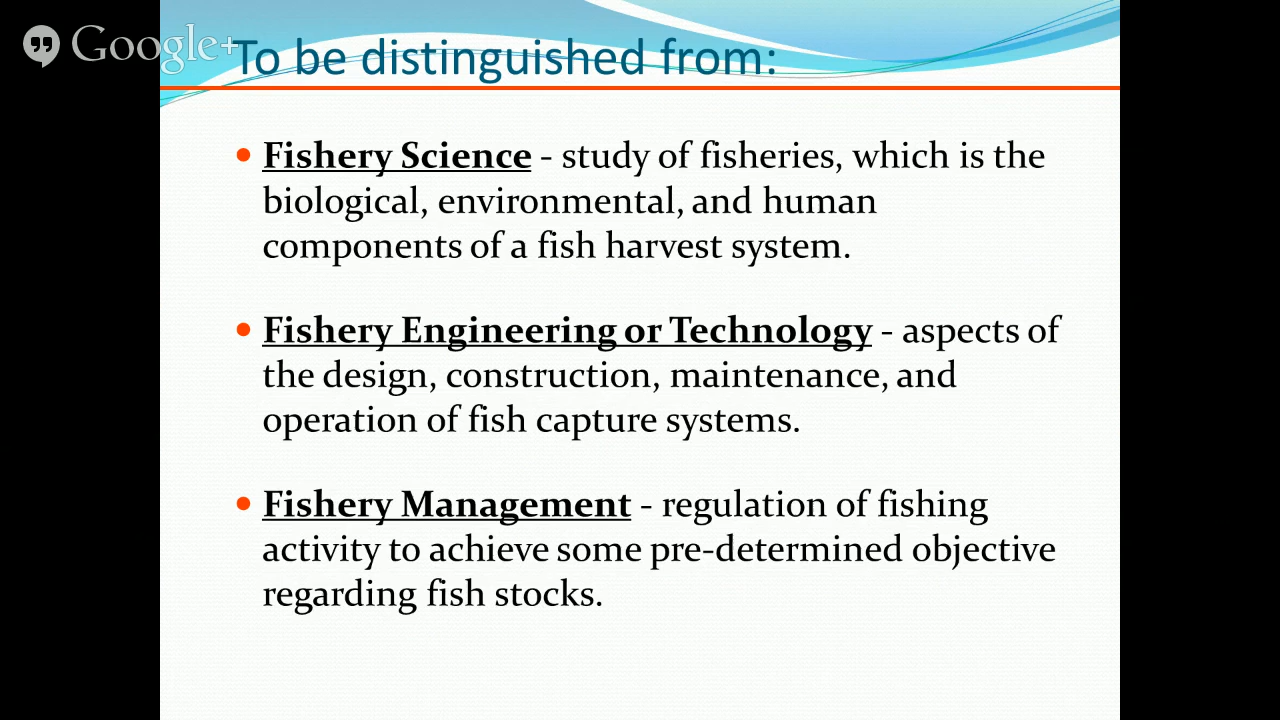 Google+
To be distinguished from:
• Fishery Science - study of fisheries, which is the
biological, environmental, and human
components of a fish harvest system.
• Fishery Engineering or Technology - aspects of
the design, construction, maintenance, and
operation of fish capture systems.
• Fishery Management - regulation of fishing
activity to achieve some pre-determined objective
regarding fish stocks.